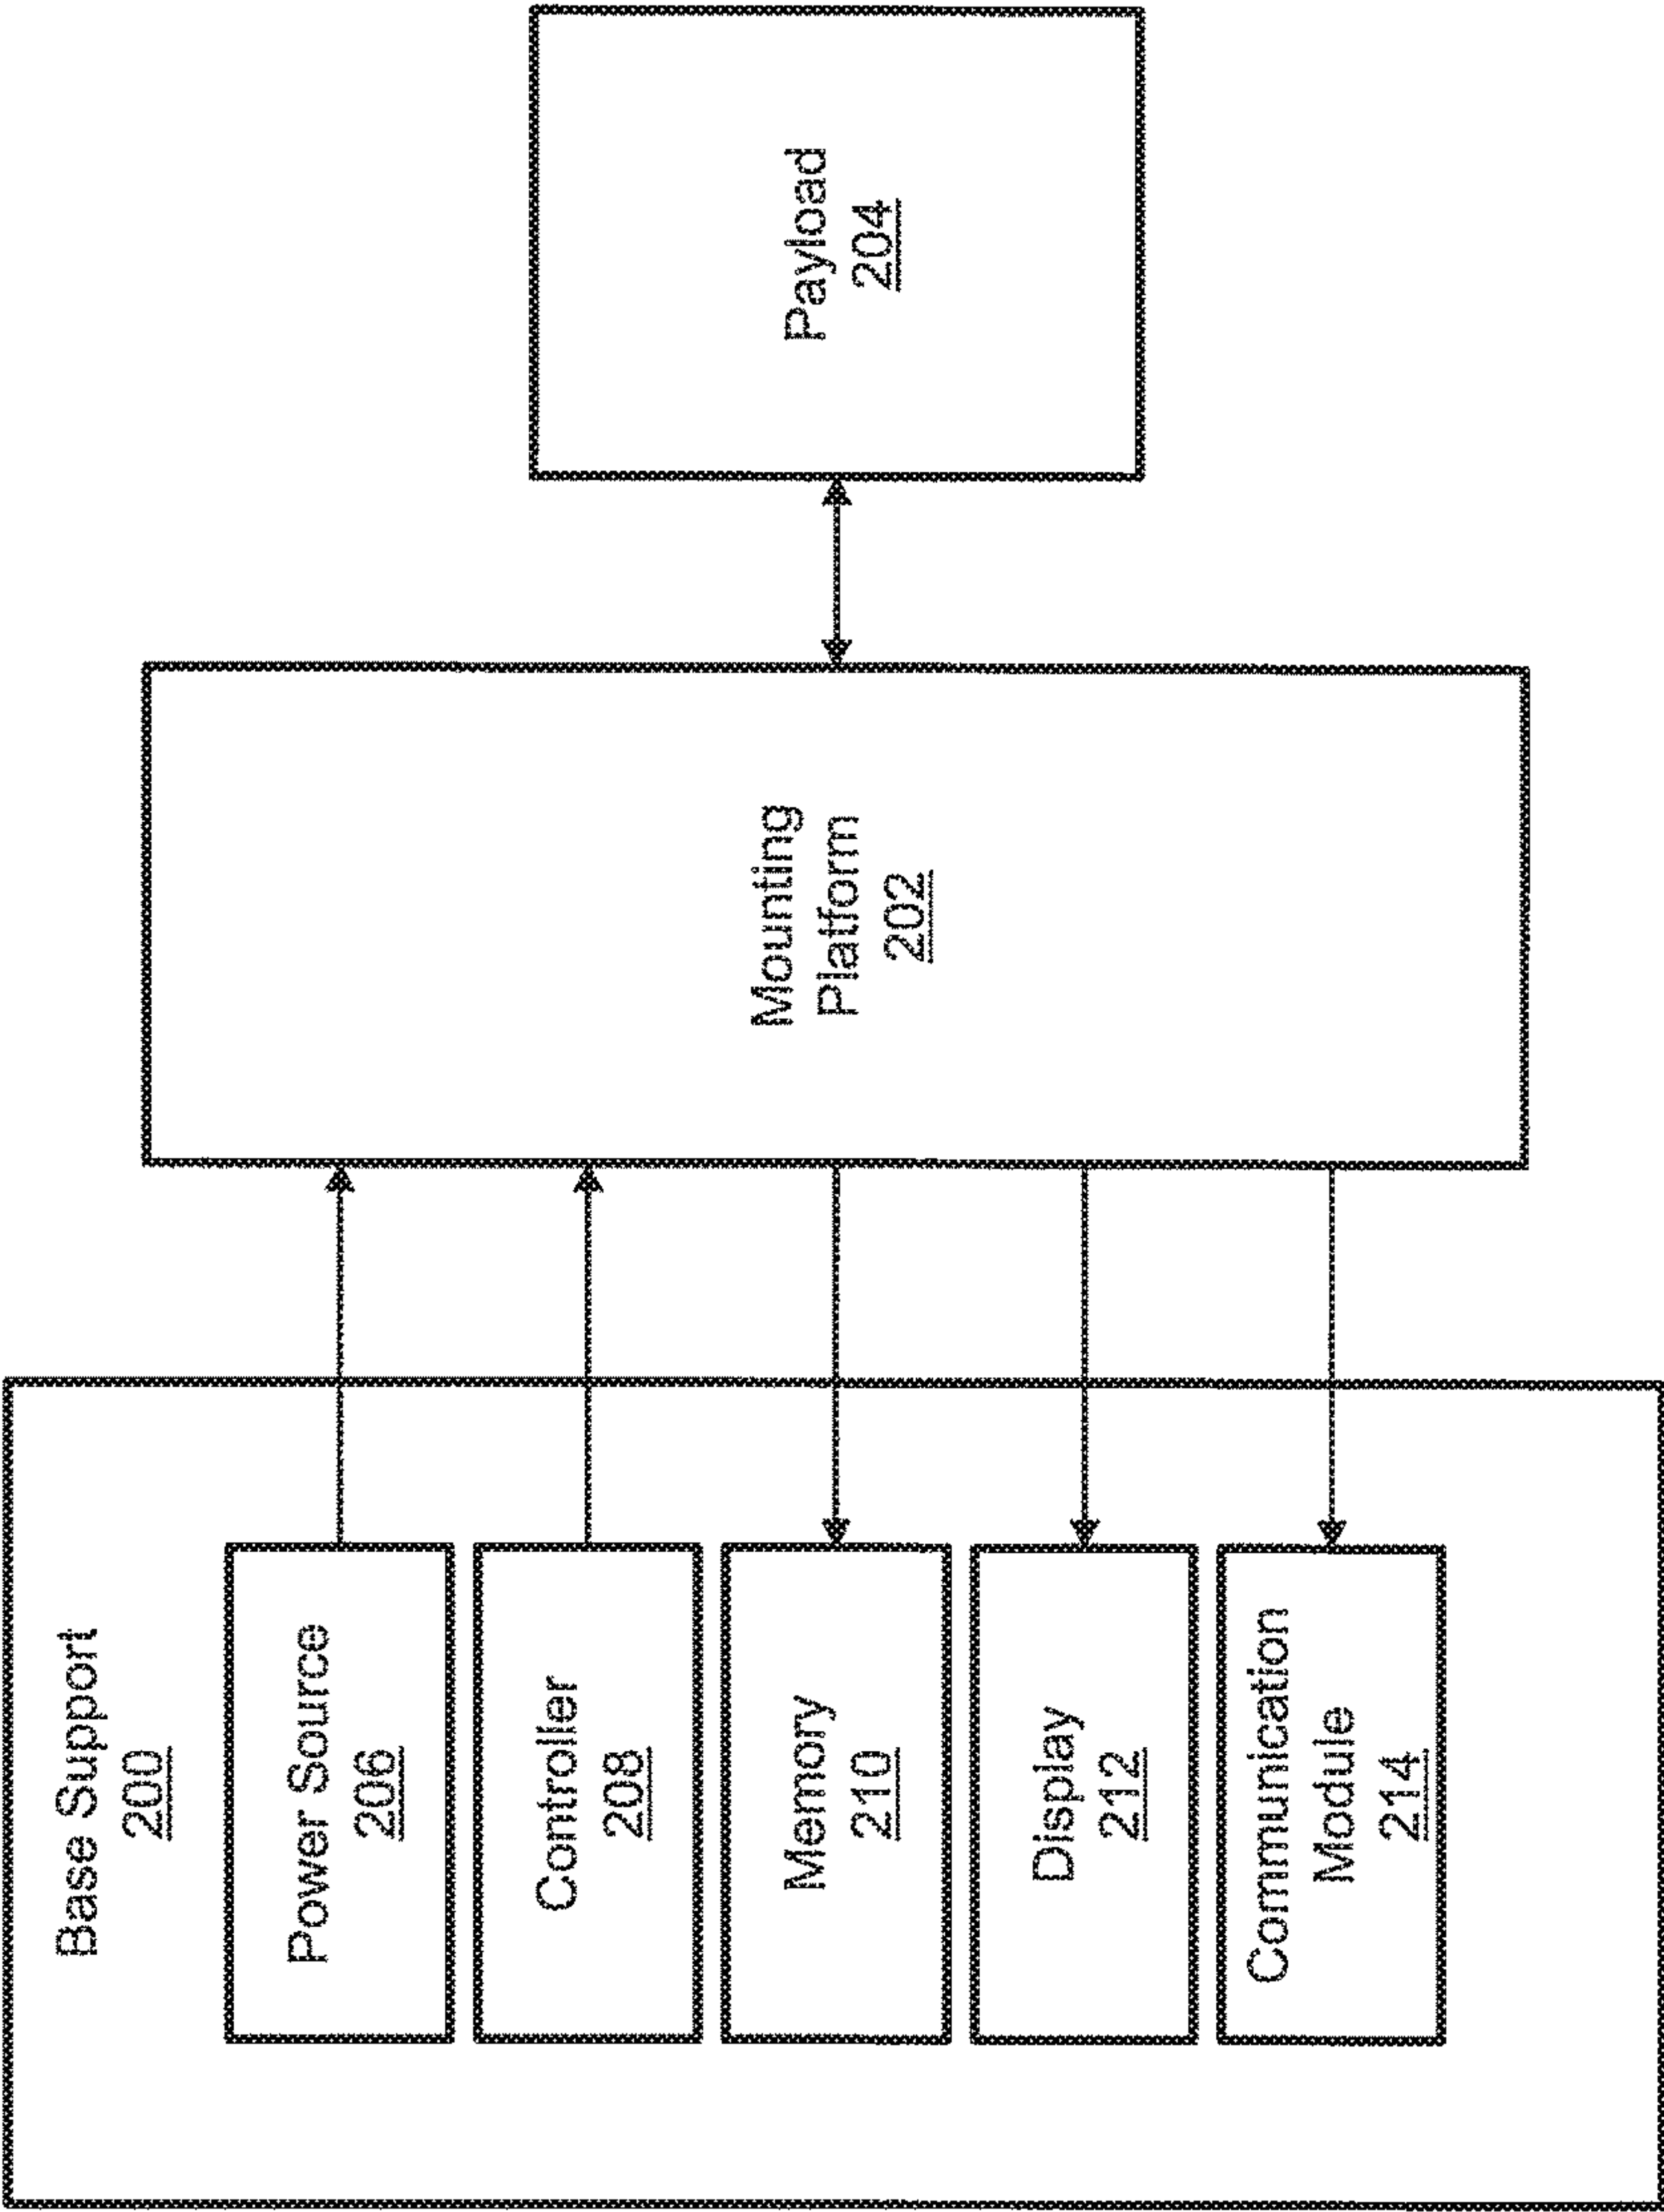 Base Support
200
Power Source
206
Controller
208
Memory
210
Display
212
Communication
Module
214
Mounting
Platform
202
Payload
204